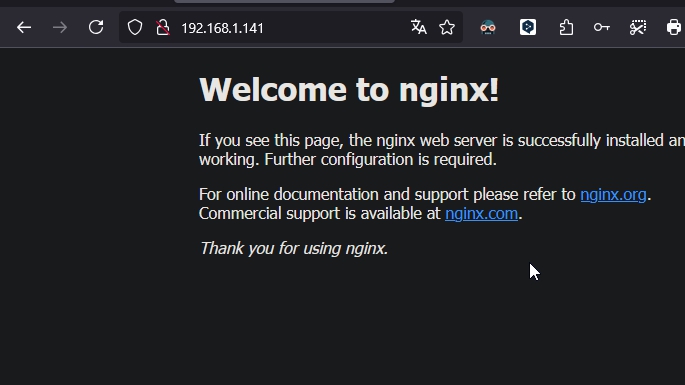 192.168.1.141
Welcome to nginx!
If you see this page, the nginx web server is successfully installed an
working. Further configuration is required.
For online documentation and support please refer to nginx.org.
Commercial support is available at nginx.com.
Thank you for using nginx.